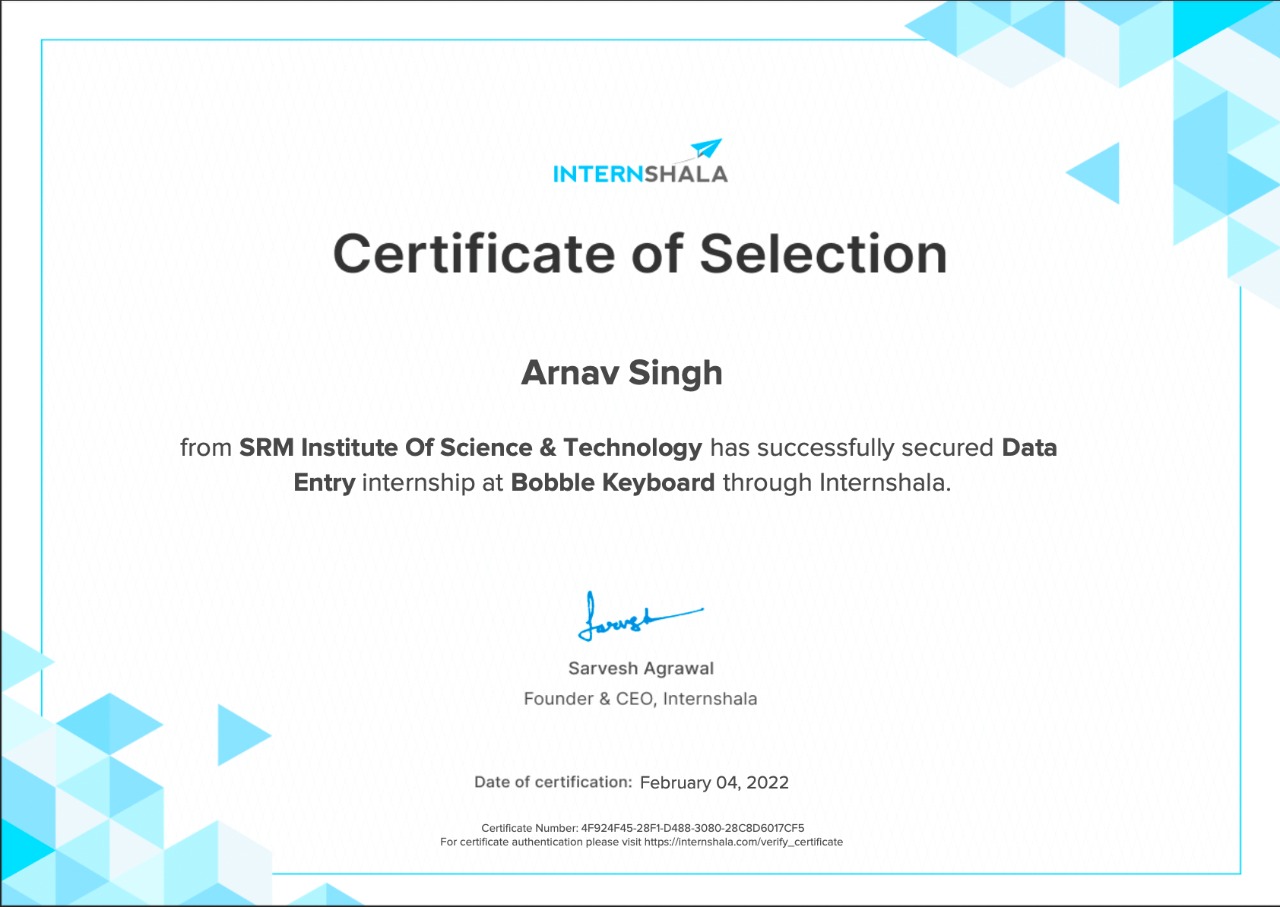 INTERNSHALA
Certificate of Selection
Arnav Singh
from SRM Institute Of Science & Technology has successfully secured Data
Entry internship at Bobble Keyboard through Internshala.
Sarvesh
Sarvesh Agrawal
Founder & CEO, Internshala
Date of certification: February 04, 2022
Certificate Number: 4F924F45-28F1-D488-3080-28C8D6017CF5
For certificate authentication please visit https://internshala.com/verify_certificate